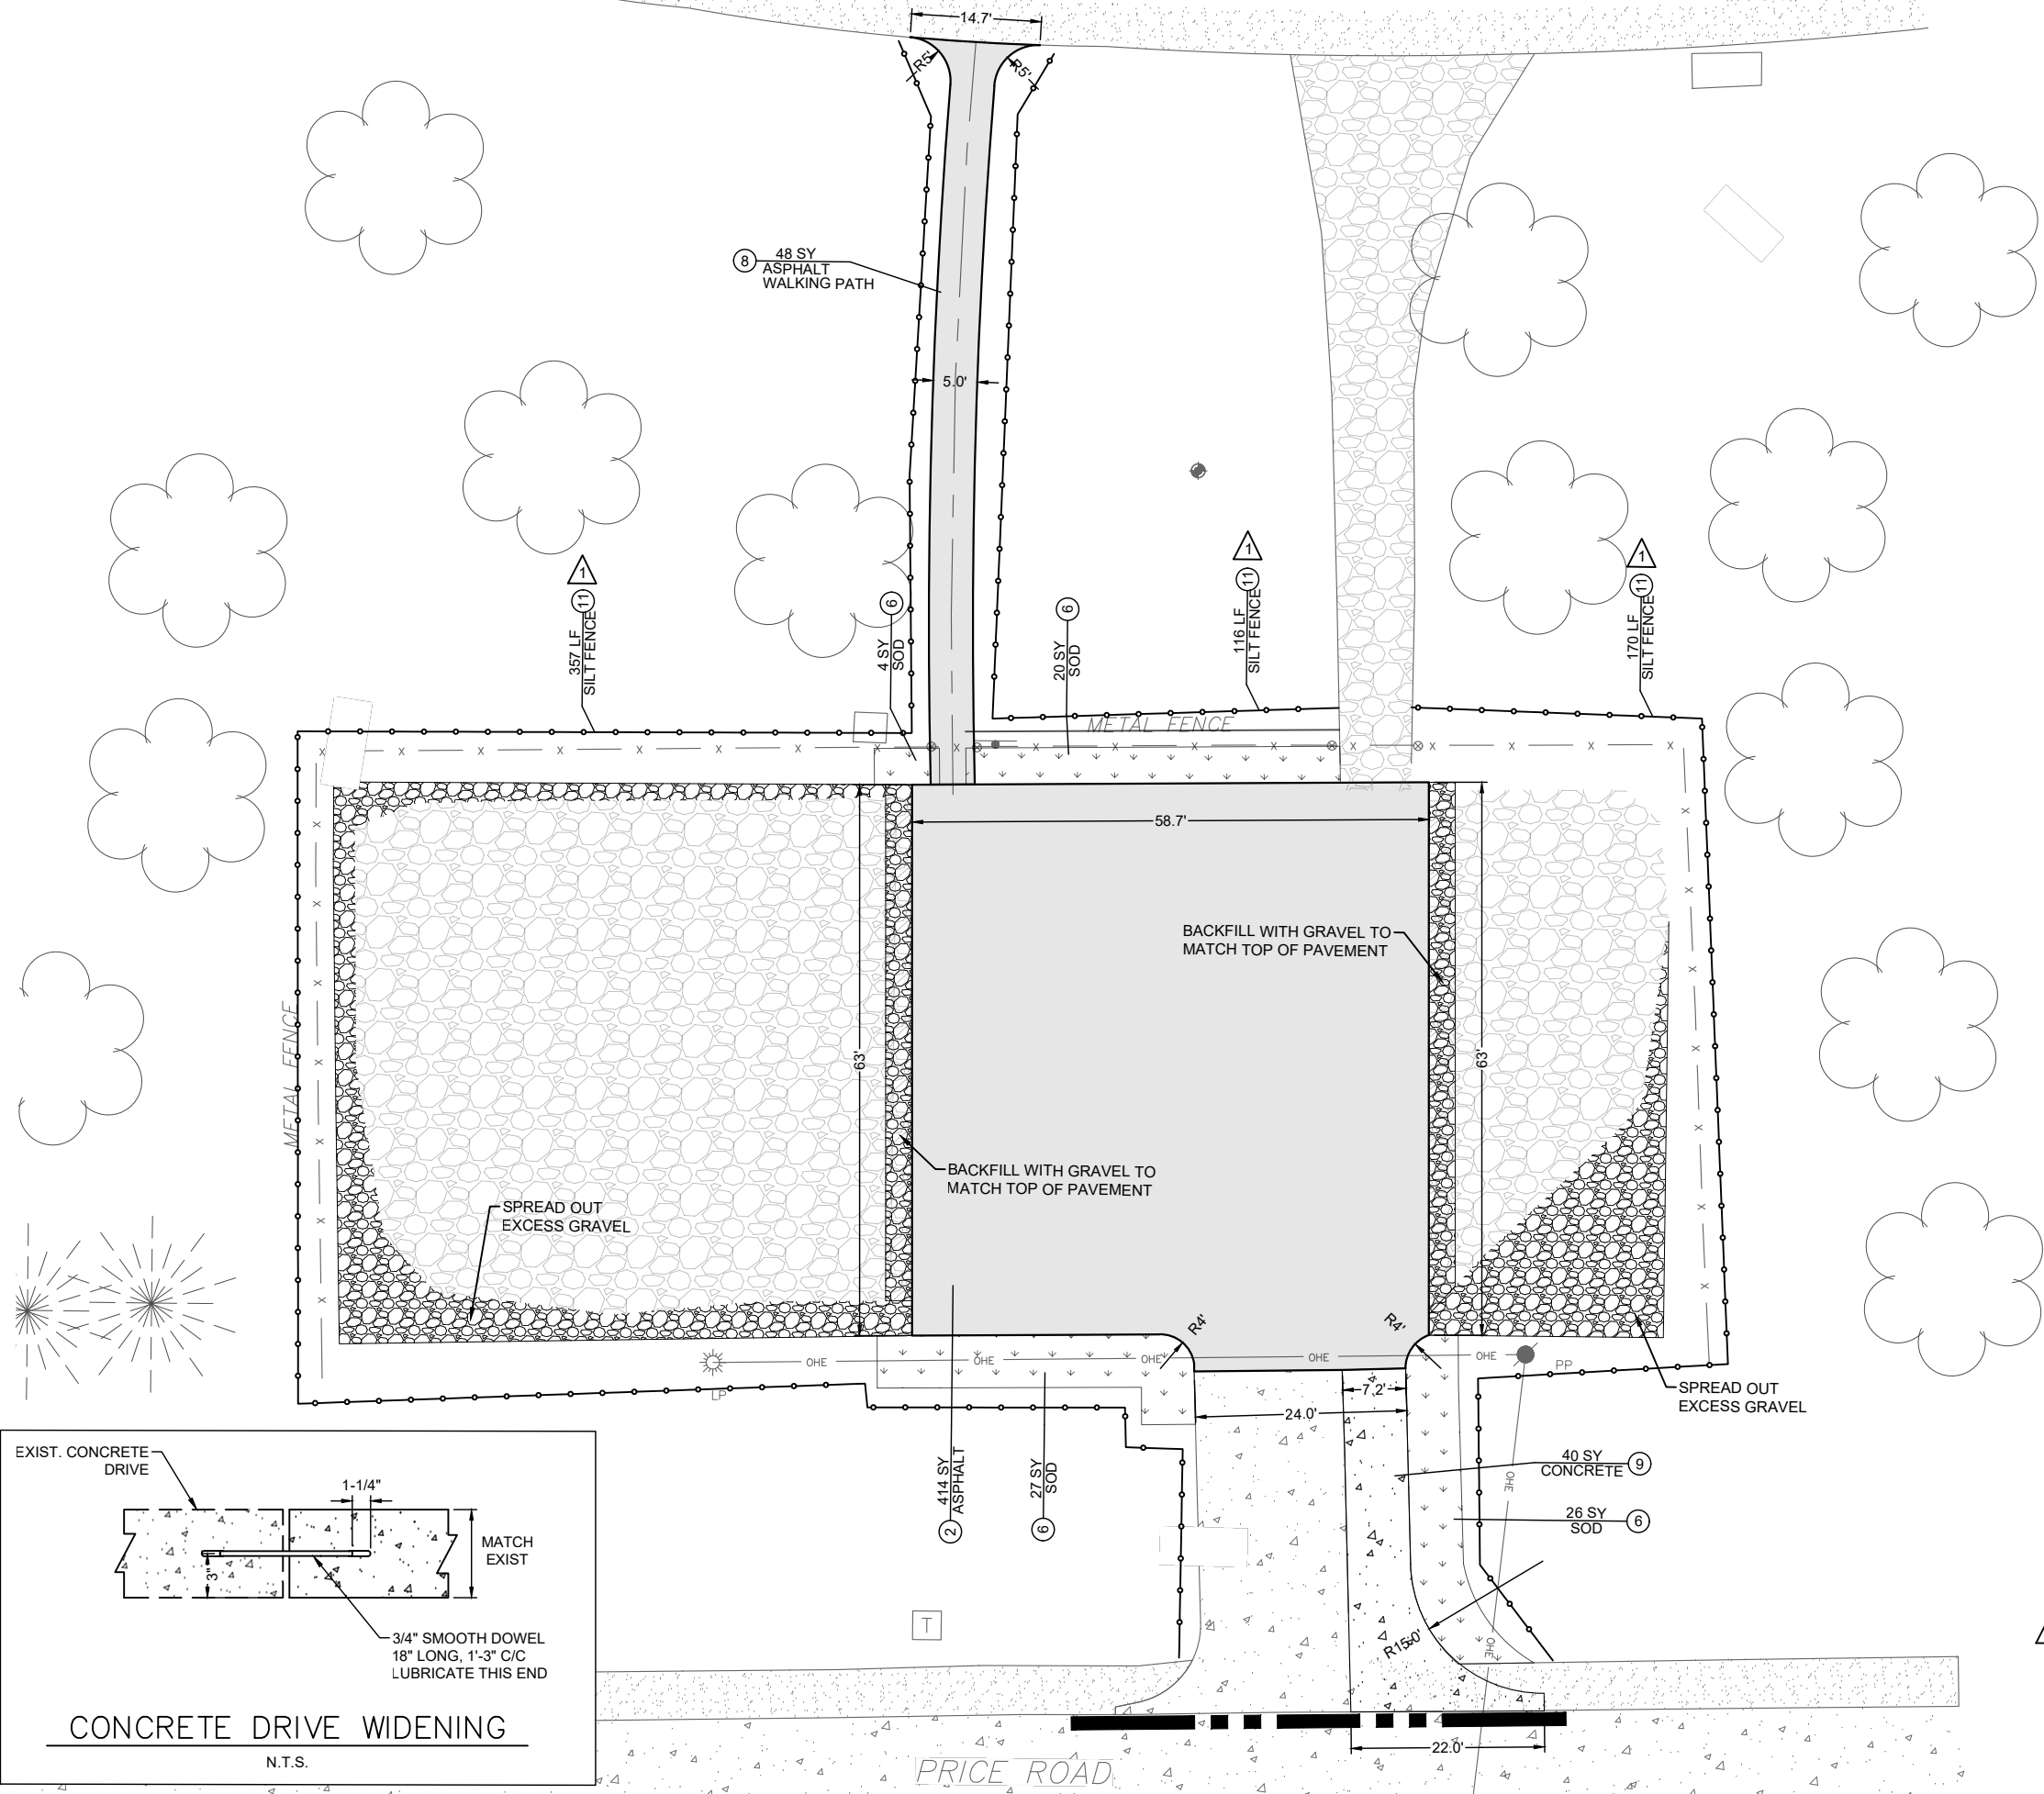 14.7'
R5'
R5'
8
48 SY
ASPHALT
WALKING PATH
5.0'
1
11
357 LF
SILT FENCE
6
4 SY
SOD
6
20 SY
SOD
1
11
116 LF
SILT FENCE
1
11
170 LF
SILT FENCE
METAL FENCE
X X X X X X X X X X X X X X X X
58.7'
BACKFILL WITH GRAVEL TO
MATCH TOP OF PAVEMENT
METAL FENCE
63'
63'
BACKFILL WITH GRAVEL TO
MATCH TOP OF PAVEMENT
SPREAD OUT
EXCESS GRAVEL
R4'
R4'
OHE OHE OHE OHE OHE
PP
LP
7.2'
24.0'
SPREAD OUT
EXCESS GRAVEL
2
414 SY
ASPHALT
6
27 SY
SOD
40 SY
CONCRETE
9
OHE
26 SY
SOD
6
EXIST. CONCRETE
DRIVE
1-1/4"
MATCH
EXIST
3"
3/4" SMOOTH DOWEL
18" LONG, 1'-3" C/C
LUBRICATE THIS END
T
R15.0'
OHE
CONCRETE DRIVE WIDENING
N.T.S.
22.0'
PRICE ROAD